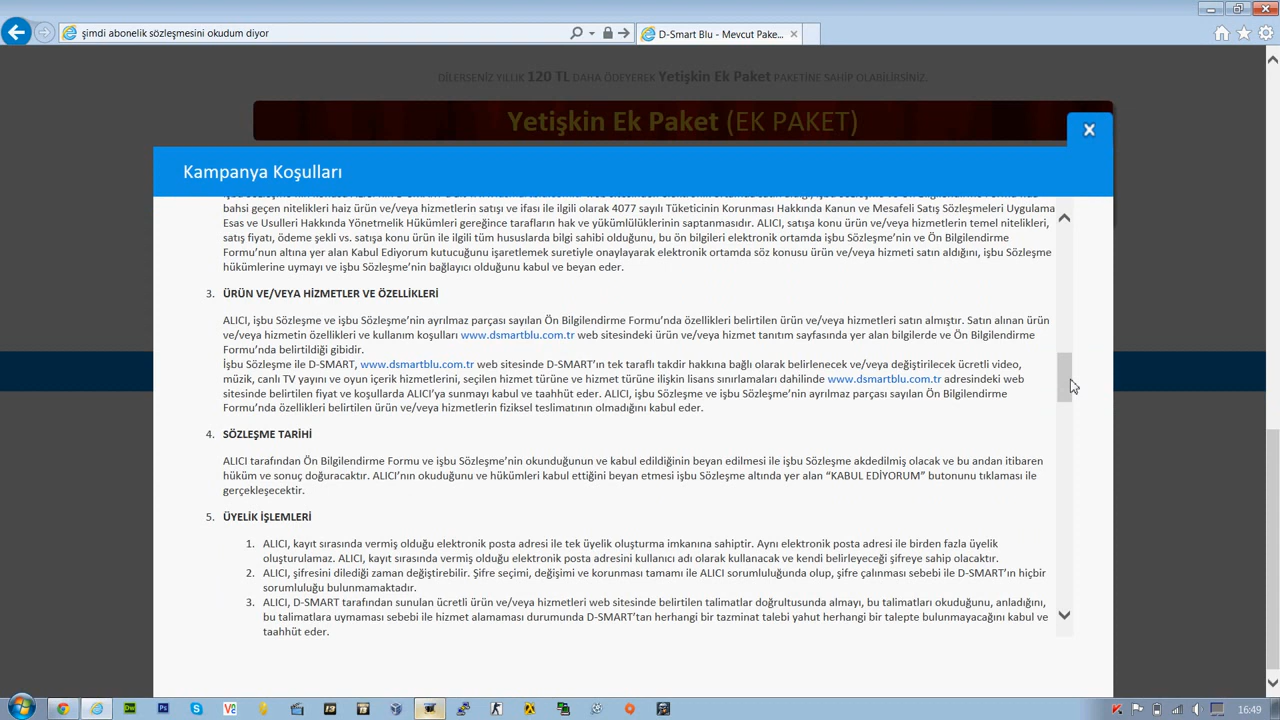 şimdi abonelik sözleşmesini okudum diyor
D-Smart Blu - Mevcut Pake...
DİLERSENİZ YILLIK 120 TL DAHA ÖDEYEREK Yetişkin Ek Paket PAKETİNE SAHİP OLABİLİRSİNİZ.
Yetişkin Ek Paket (EK PAKET)
Kampanya Koşulları
bahsi geçen nitelikleri haiz ürün ve/veya hizmetlerin satışı ve ifası ile ilgili olarak 4077 sayılı Tüketicinin Korunması Hakkında Kanun ve Mesafeli Satış Sözleşmeleri Uygulama
Esas ve Usulleri Hakkında Yönetmelik Hükümleri gereğince tarafların hak ve yükümlülüklerinin saptanmasıdır. ALICI, satışa konu ürün ve/veya hizmetlerin temel nitelikleri,
satış fiyatı, ödeme şekli vs. satışa konu ürün ile ilgili tüm hususlarda bilgi sahibi olduğunu, bu ön bilgileri elektronik ortamda işbu Sözleşme'nin ve Ön Bilgilendirme
Formu'nun altına yer alan Kabul Ediyorum kutucuğunu işaretlemek suretiyle onaylayarak elektronik ortamda söz konusu ürün ve/veya hizmeti satın aldığını, işbu Sözleşme
hükümlerine uymayı ve işbu Sözleşme'nin bağlayıcı olduğunu kabul ve beyan eder.
3. ÜRÜN VE/VEYA HİZMETLER VE ÖZELLİKLERİ
ALICI, işbu Sözleşme ve işbu Sözleşme'nin ayrılmaz parçası sayılan Ön Bilgilendirme Formu'nda özellikleri belirtilen ürün ve/veya hizmetleri satın almıştır. Satın alınan ürün
ve/veya hizmetin özellikleri ve kullanım koşulları www.dsmartblu.com.tr web sitesindeki ürün ve/veya hizmet tanıtım sayfasında yer alan bilgilerde ve Ön Bilgilendirme
Formu'nda belirtildiği gibidir.
İşbu Sözleşme ile D-SMART, www.dsmartblu.com.tr web sitesinde D-SMART'ın tek taraflı takdir hakkına bağlı olarak belirlenecek ve/veya değiştirilecek ücretli video,
müzik, canlı TV yayını ve oyun içerik hizmetlerini, seçilen hizmet türüne ve hizmet türüne ilişkin lisans sınırlamaları dahilinde www.dsmartblu.com.tr adresindeki web
sitesinde belirtilen fiyat ve koşullarda ALICI'ya sunmayı kabul ve taahhüt eder. ALICI, işbu Sözleşme ve işbu Sözleşme'nin ayrılmaz parçası sayılan Ön Bilgilendirme
Formu'nda özellikleri belirtilen ürün ve/veya hizmetlerin fiziksel teslimatının olmadığını kabul eder.
4. SÖZLEŞME TARİHİ
ALICI tarafından Ön Bilgilendirme Formu ve işbu Sözleşme'nin okunduğunun ve kabul edildiğinin beyan edilmesi ile işbu Sözleşme akdedilmiş olacak ve bu andan itibaren
hüküm ve sonuç doğuracaktır. ALICI'nın okuduğunu ve hükümleri kabul ettiğini beyan etmesi işbu Sözleşme altında yer alan “KABUL EDİYORUM” butonunu tıklaması ile
gerçekleşecektir.
5. ÜYELİK İŞLEMLERİ
1. ALICI, kayıt sırasında vermiş olduğu elektronik posta adresi ile tek üyelik oluşturma imkanına sahiptir. Aynı elektronik posta adresi ile birden fazla üyelik
oluşturulamaz. ALICI, kayıt sırasında vermiş olduğu elektronik posta adresini kullanıcı adı olarak kullanacak ve kendi belirleyeceği şifreye sahip olacaktır.
2. ALICI, şifresini dilediği zaman değiştirebilir. Şifre seçimi, değişimi ve korunması tamamı ile ALICI sorumluluğunda olup, şifre çalınması sebebi ile D-SMART'ın hiçbir
sorumluluğu bulunmamaktadır.
3. ALICI, D-SMART tarafından sunulan ücretli ürün ve/veya hizmetleri web sitesinde belirtilen talimatlar doğrultusunda almayı, bu talimatları okuduğunu, anladığını,
bu talimatlara uymaması sebebi ile hizmet alamaması durumunda D-SMART'tan herhangi bir tazminat talebi yahut herhangi bir talepte bulunmayacağını kabul ve
taahhüt eder.
16:49